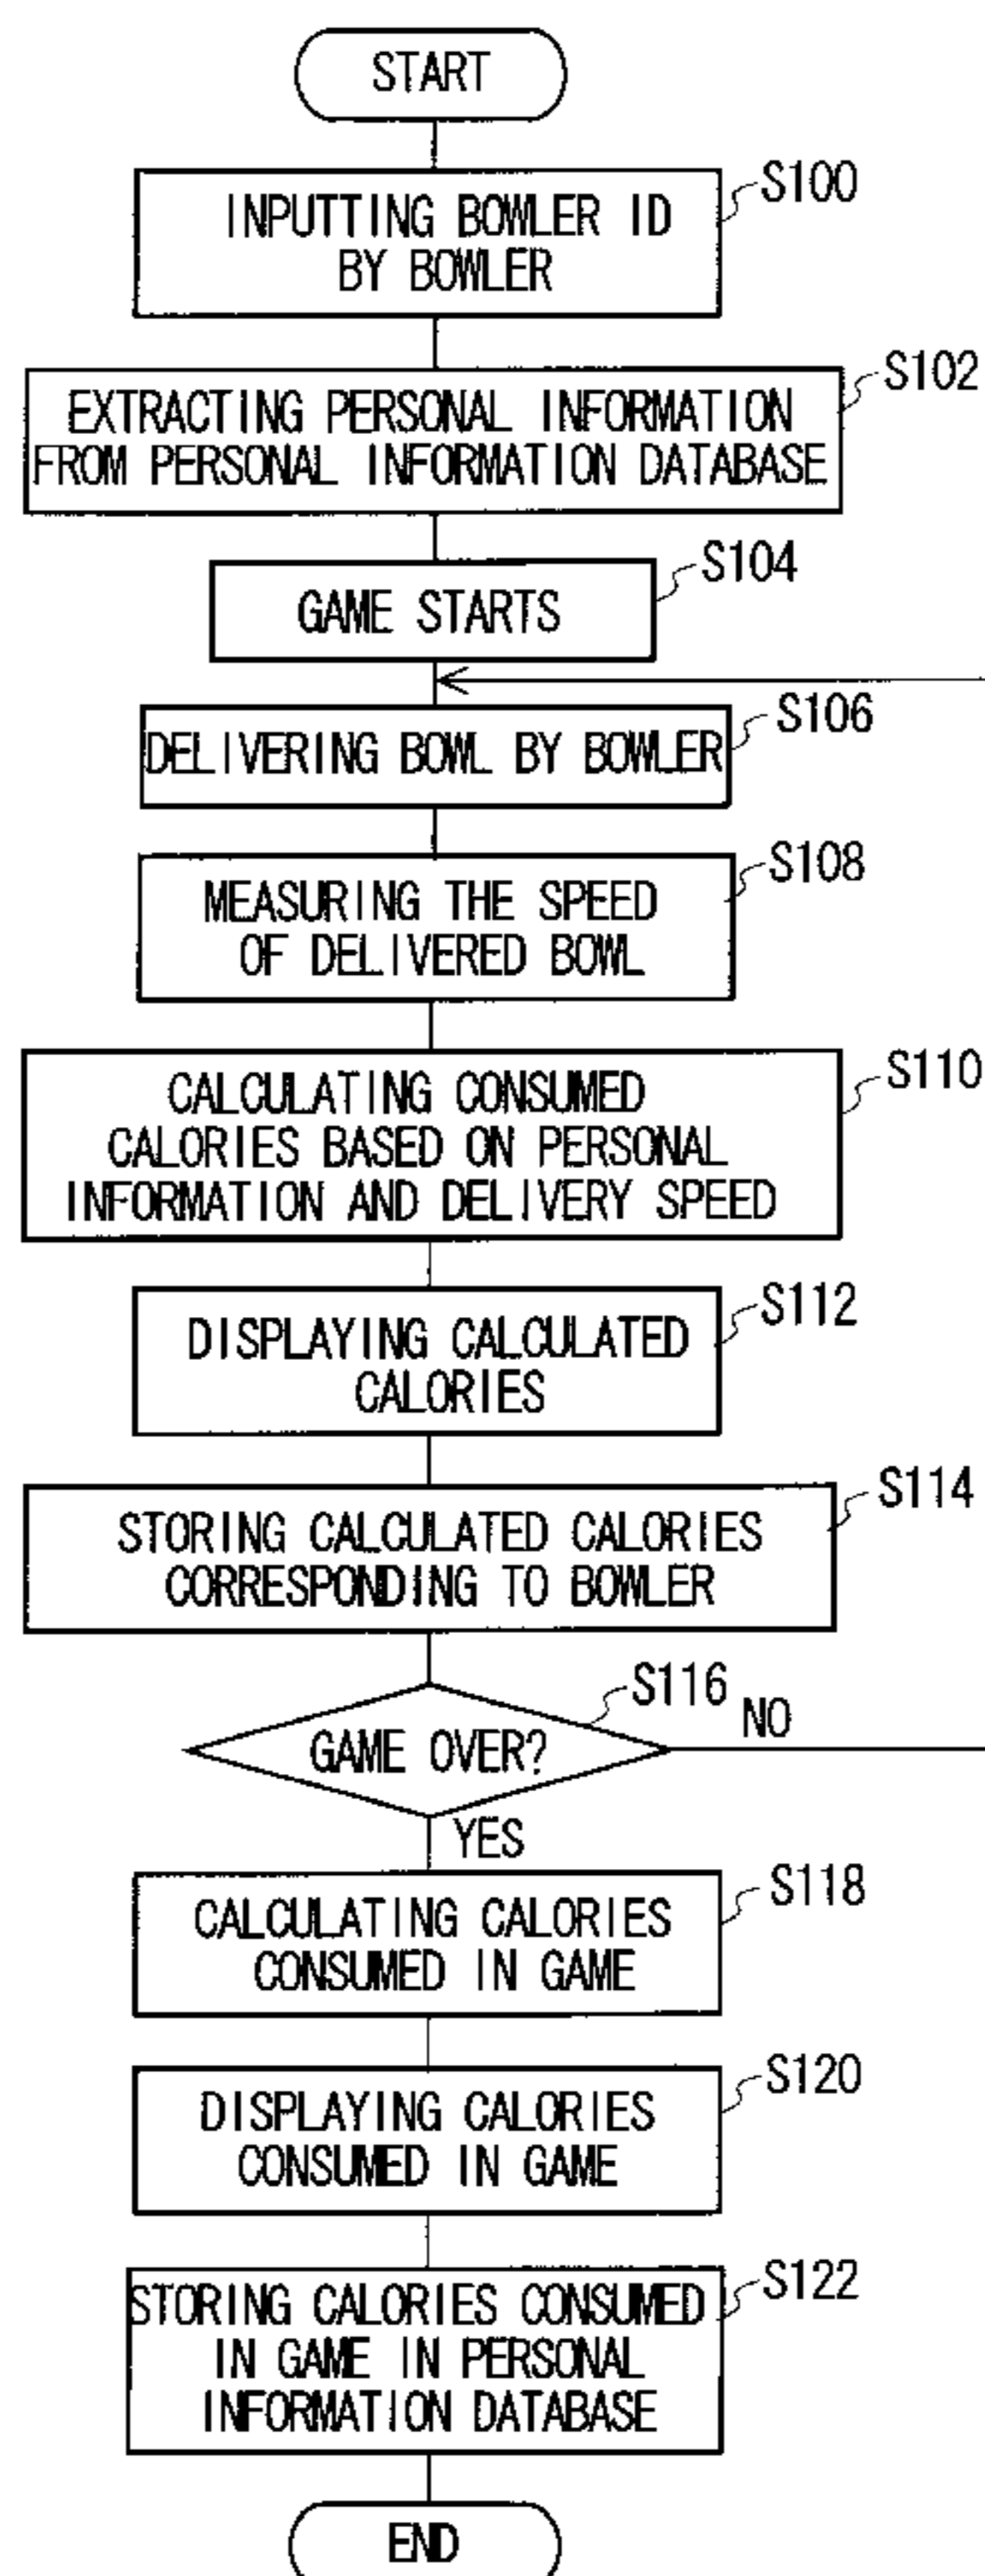 START
S100
INPUTTING BOWLER ID
BY BOWLER
S102
EXTRACTING PERSONAL INFORMATION
FROM PERSONAL INFORMATION DATABASE
S104
GAME STARTS
S106
DELIVERING BOWL BY BOWLER
S108
MEASURING THE SPEED
OF DELIVERED BOWL
S110
CALCULATING CONSUMED
CALORIES BASED ON PERSONAL
INFORMATION AND DELIVERY SPEED
S112
DISPLAYING CALCULATED
CALORIES
S114
STORING CALCULATED CALORIES
CORRESPONDING TO BOWLER
S116
NO
GAME OVER?
YES
S118
CALCULATING CALORIES
CONSUMED IN GAME
S120
DISPLAYING CALORIES
CONSUMED IN GAME
S122
STORING CALORIES CONSUMED
IN GAME IN PERSONAL
INFORMATION DATABASE
END